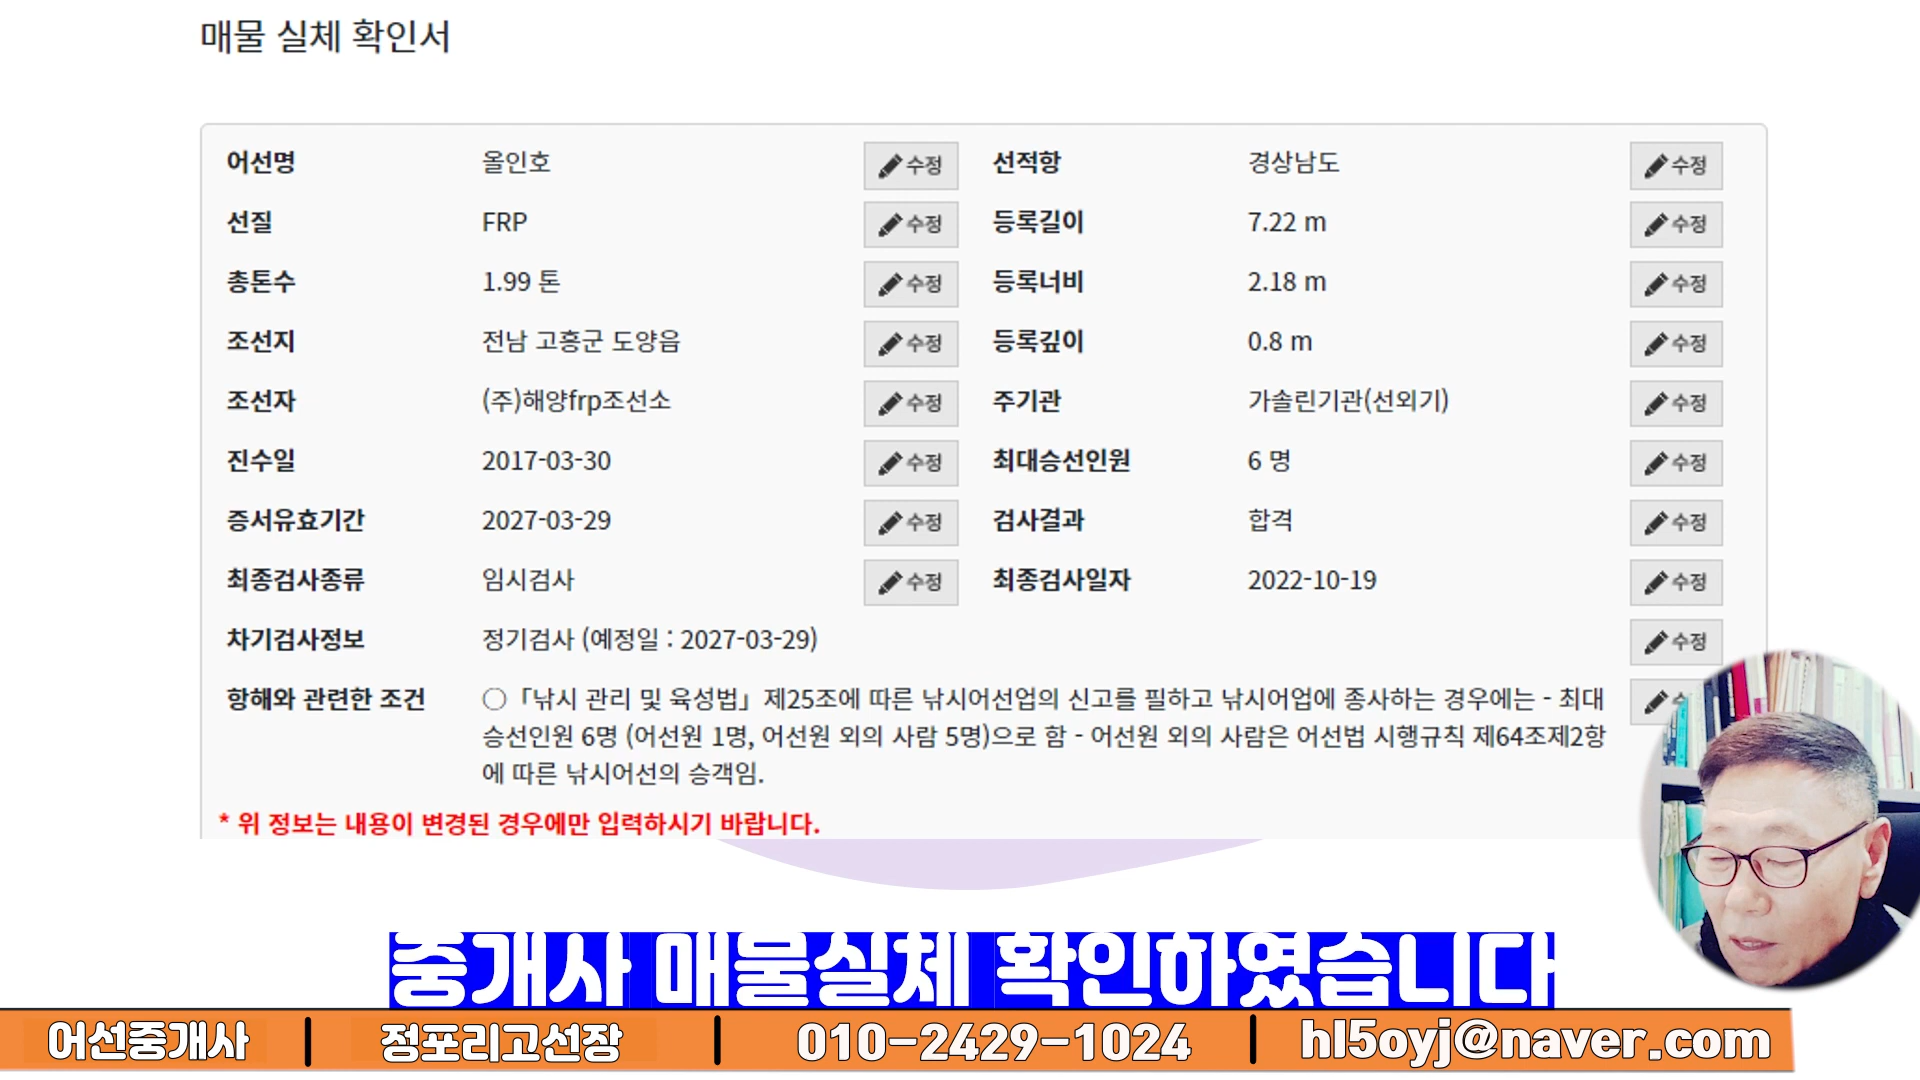 매물 실체 확인서
어선명 올인호 수정 선적항 경상남도 수정
선질 FRP 수정 등록길이 7.22 m 수정
총톤수 1.99 톤 수정 등록너비 2.18 m 수정
조선지 전남 고흥군 도양읍 수정 등록깊이 0.8 m 수정
조선자 (주)해양frp조선소 수정 주기관 가솔린기관(선외기) 수정
진수일 2017-03-30 수정 최대승선인원 6 명 수정
증서유효기간 2027-03-29 수정 검사결과 합격 수정
최종검사종류 임시검사 수정 최종검사일자 2022-10-19 수정
차기검사정보 정기검사 (예정일 : 2027-03-29) 수정
항해와 관련한 조건 ○「낚시 관리 및 육성법」제25조에 따른 낚시어선업의 신고를 필하고 낚시어업에 종사하는 경우에는 - 최대
승선인원 6명 (어선원 1명, 어선원 외의 사람 5명)으로 함 - 어선원 외의 사람은 어선법 시행규칙 제64조제2항
에 따른 낚시어선의 승객임.
* 위 정보는 내용이 변경된 경우에만 입력하시기 바랍니다.
중개사 매물실체 확인하였습니다
어선중개사 | 정포리고선장 | 010-2429-1024 | hl5oyj@naver.com